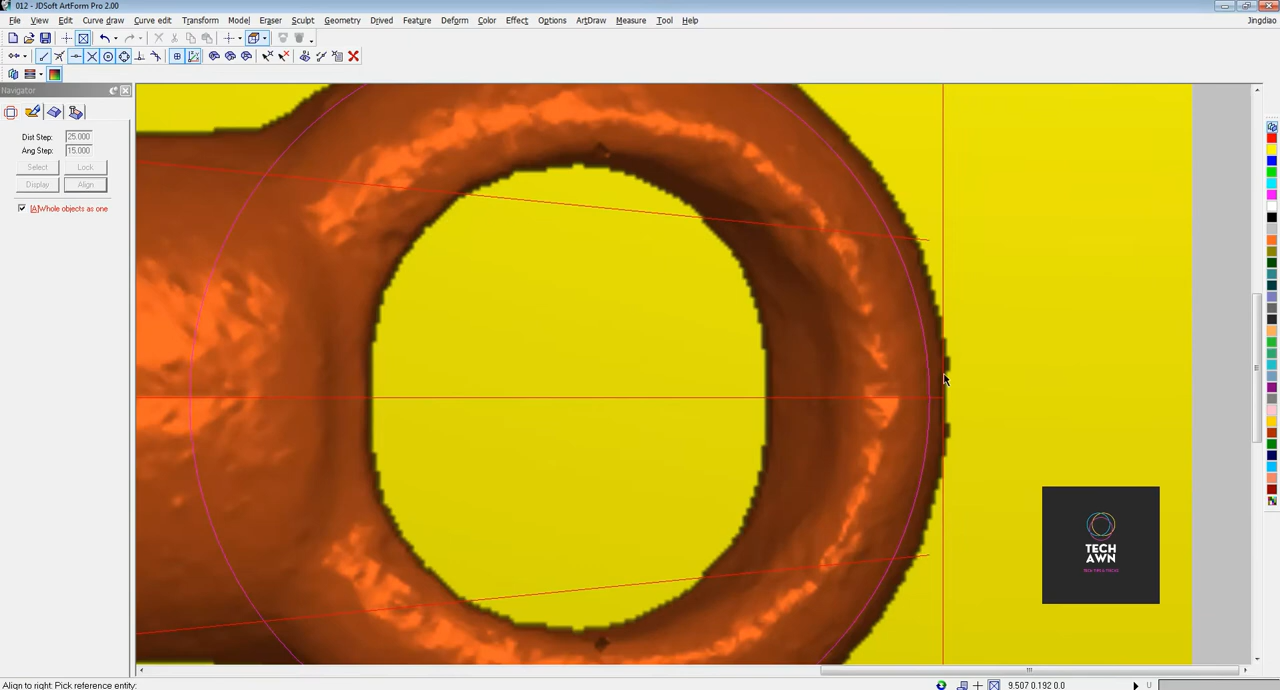 012 - JDSoft ArtForm Pro 2.00
File View Edit Curve draw Curve edit Transform Model Eraser Sculpt Geometry Drived Feature Deform Color Effect Options ArtDraw Measure Tool Help
Jingdiao
Navigator
Dist Step: 25.000
Ang Step: 15.000
Select Lock
Display Align
[A]Whole objects as one
TECH
AWN
Align to right: Pick reference entity:
9.507 0.192 0.0
U